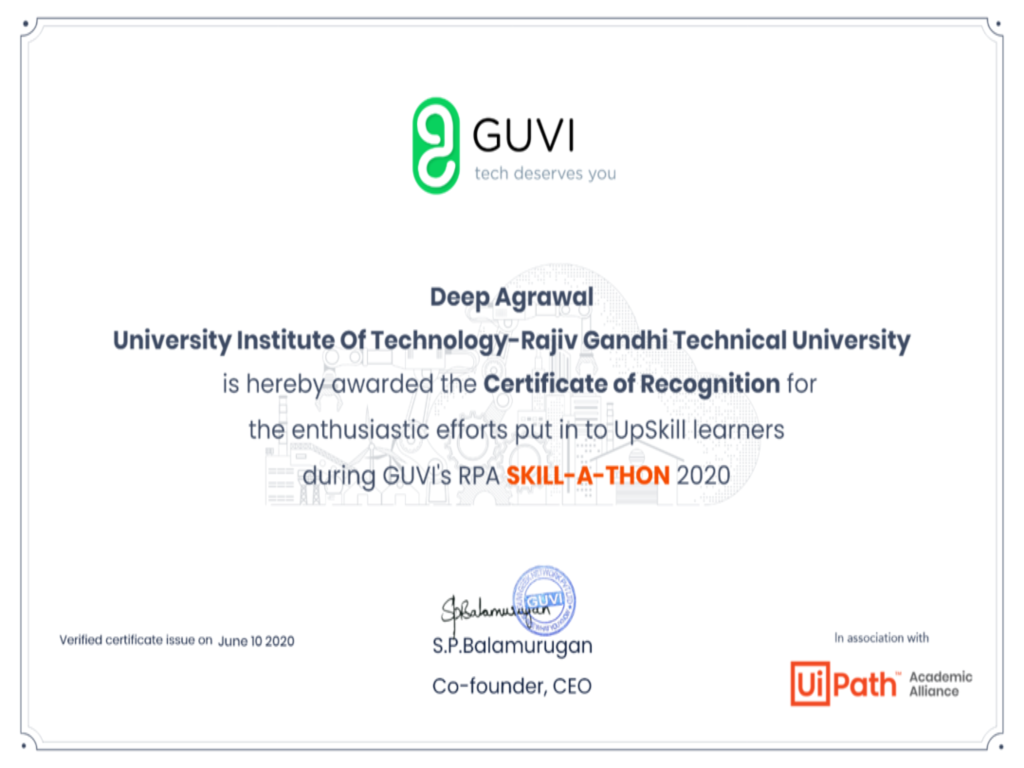 GUVI
tech deserves you
Deep Agrawal
University Institute Of Technology-Rajiv Gandhi Technical University
is hereby awarded the Certificate of Recognition for
the enthusiastic efforts put in to UpSkill learners
during GUVI's RPA SKILL-A-THON 2020
SpBalamurugan
GUVI
S.P.Balamurugan
Co-founder, CEO
Verified certificate issue on June 10 2020
In association with
UiPath™ Academic
Alliance